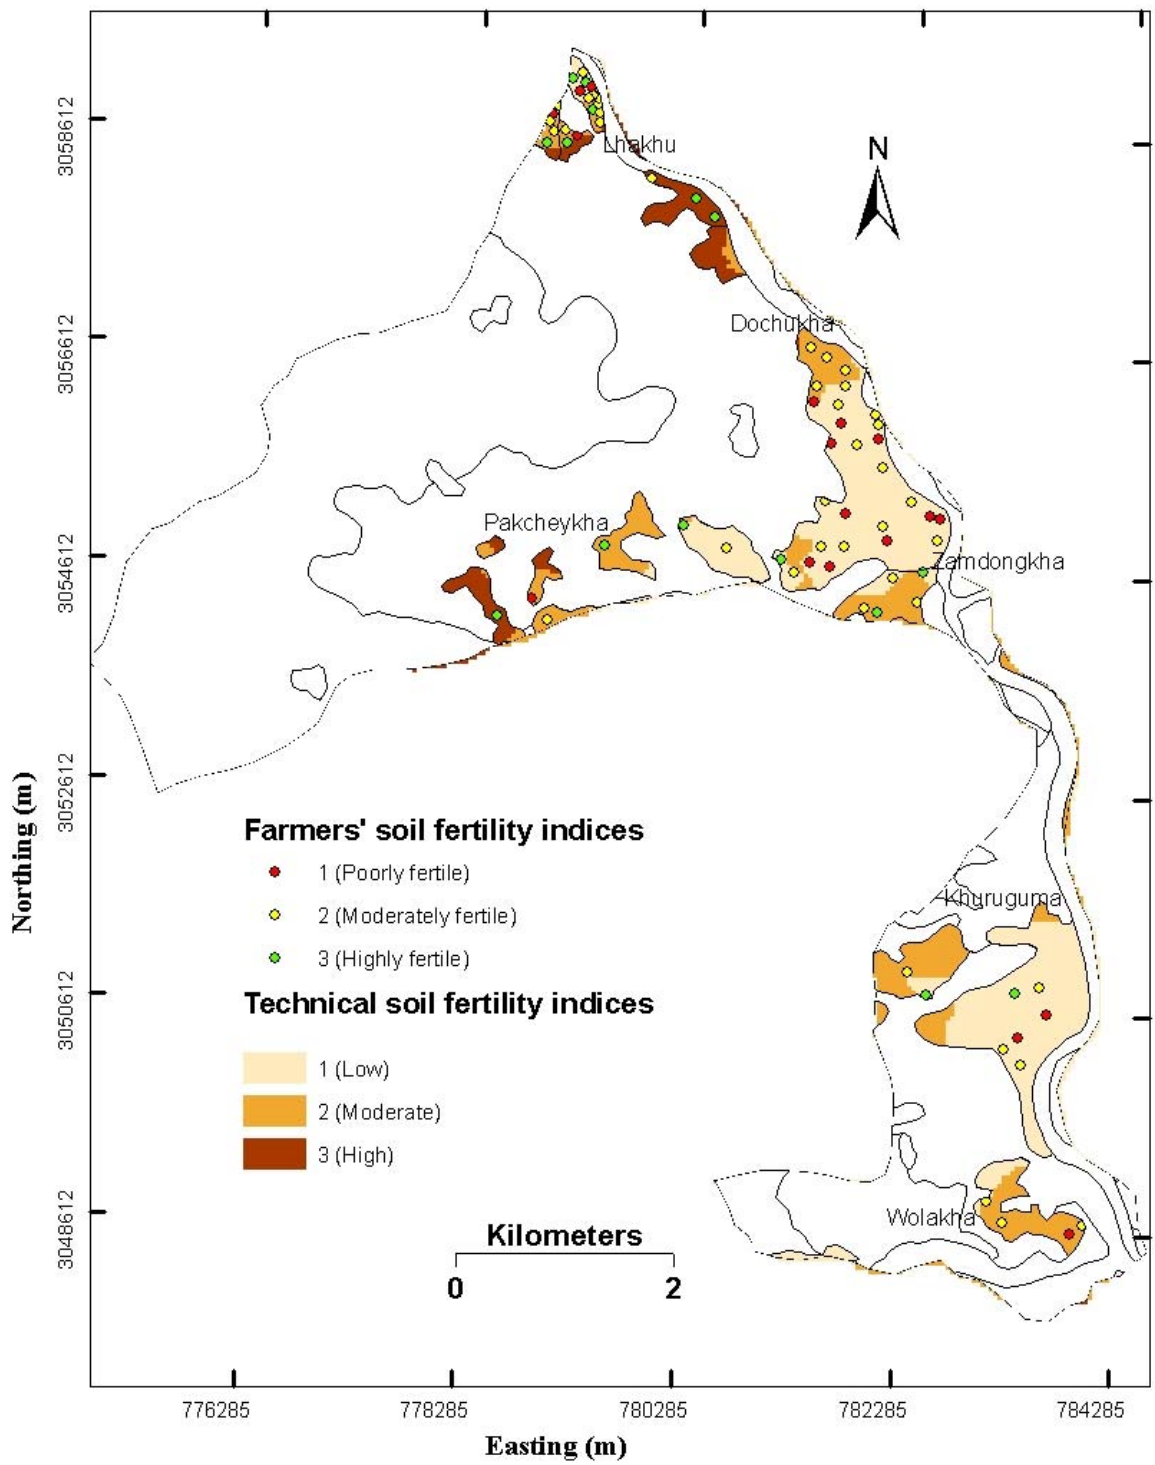 N
Lhakhu
Dochukha
Pakcheykha
Zamdongkha
Khuruguma
Wolakha
3058612
3056612
3054612
3052612
3050612
3048612
Northing (m)
Farmers' soil fertility indices
1 (Poorly fertile)
2 (Moderately fertile)
3 (Highly fertile)
Technical soil fertility indices
1 (Low)
2 (Moderate)
3 (High)
Kilometers
0 2
776285 778285 780285 782285 784285
Easting (m)